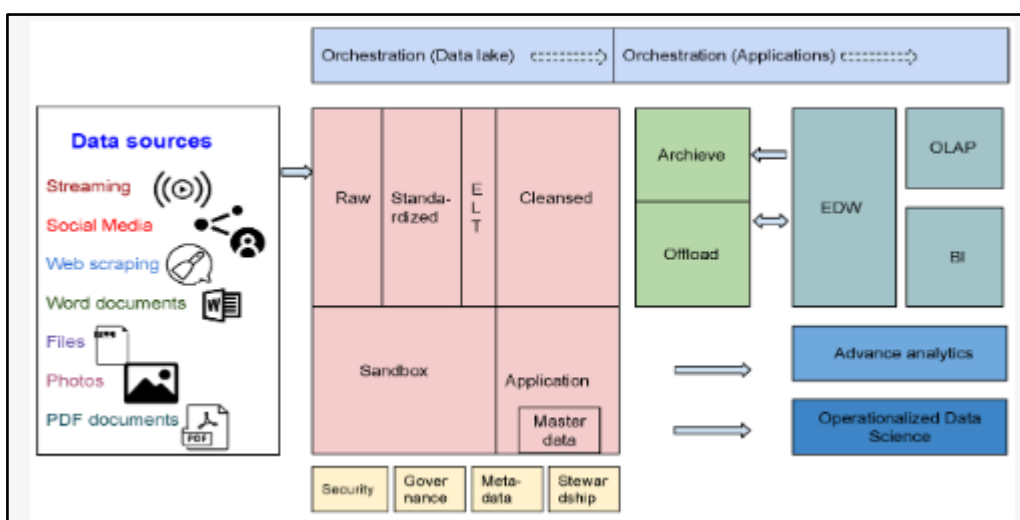 Orchestration (Data lake)
Orchestration (Applications)
Data sources
Streaming
Social Media
Web scraping
Word documents
W
Files
Photos
PDF documents
PDF
Raw
Standa-
rdized
E
L
T
Cleansed
Sandbox
Application
Master
data
Security
Gover
nance
Meta-
data
Stewar
dship
Archieve
Offload
EDW
OLAP
BI
Advance analytics
Operationalized Data
Science